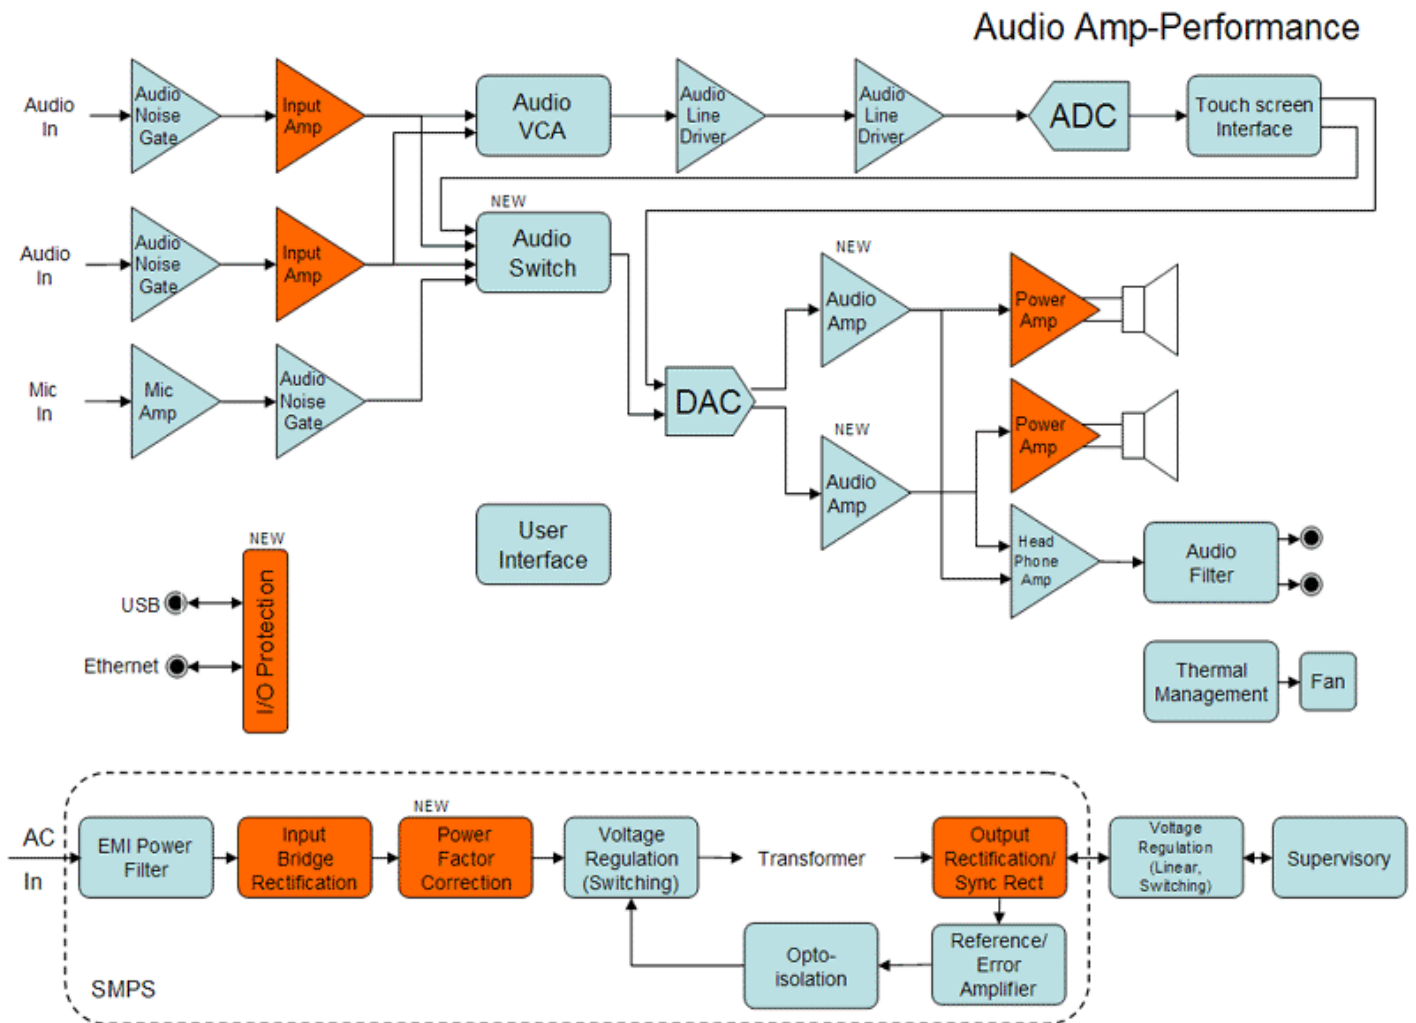 Audio Amp-Performance
Audio
In
Audio
Noise
Gate
Input
Amp
Audio
VCA
Audio
Line
Driver
Audio
Line
Driver
ADC
Touch screen
Interface
Audio
In
Audio
Noise
Gate
Input
Amp
NEW
Audio
Switch
Mic
In
Mic
Amp
Audio
Noise
Gate
DAC
NEW
Audio
Amp
NEW
Audio
Amp
Power
Amp
Power
Amp
Head
Phone
Amp
Audio
Filter
User
Interface
NEW
I/O Protection
USB
Ethernet
Thermal
Management
Fan
AC
In
EMI Power
Filter
Input
Bridge
Rectification
NEW
Power
Factor
Correction
Voltage
Regulation
(Switching)
Transformer
Output
Rectification/
Sync Rect
Voltage
Regulation
(Linear,
Switching)
Supervisory
Opto-
isolation
Reference/
Error
Amplifier
SMPS